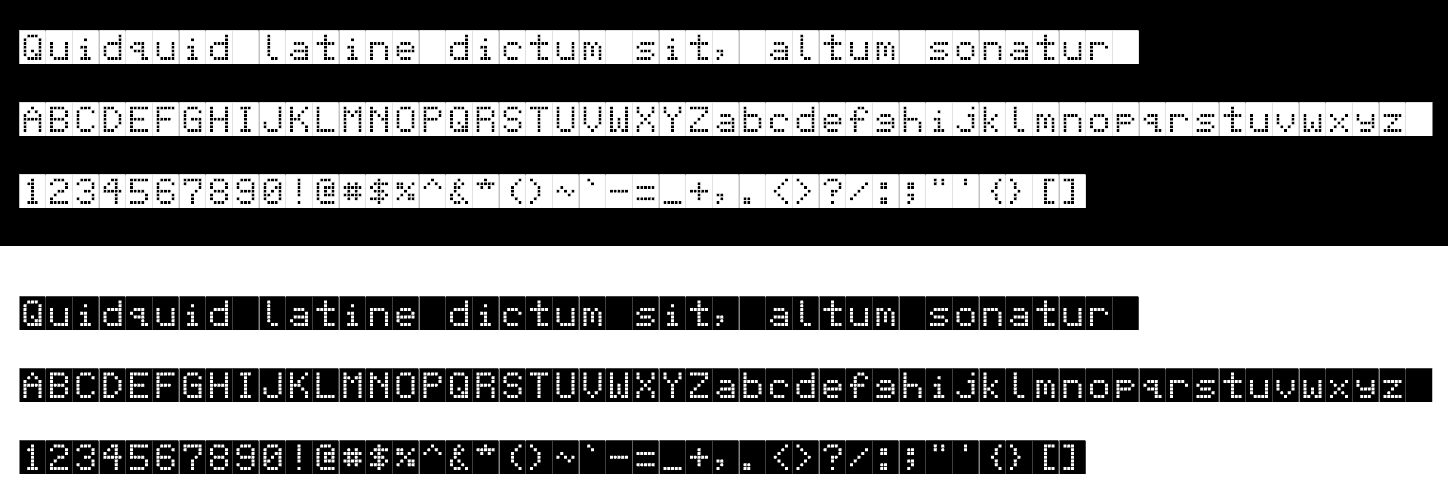 Quidquid latine dictum sit, altum sonatur
ABCDEFGHIJKLMNOPQRSTUVWXYZabcdefghijklmnopqrstuvwxyz
1234567890!@#$%^&*()~`-=_+,.<>?/:;"'{}[]
Quidquid latine dictum sit, altum sonatur
ABCDEFGHIJKLMNOPQRSTUVWXYZabcdefghijklmnopqrstuvwxyz
1234567890!@#$%^&*()~`-=_+,.<>?/:;"'{}[]